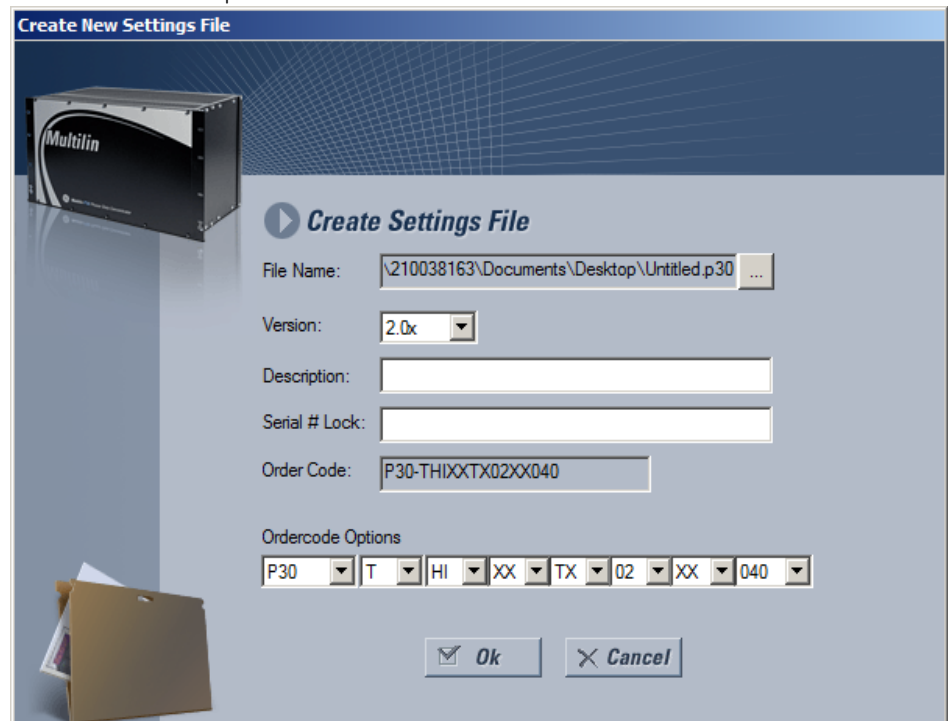 Create New Settings File
Multilin
Create Settings File
File Name: \210038163\Documents\Desktop\Untitled.p30 ...
Version: 2.0x
Description:
Serial # Lock:
Order Code: P30-THIXXTX02XX040
Ordercode Options
P30 T HI XX TX 02 XX 040
Ok Cancel